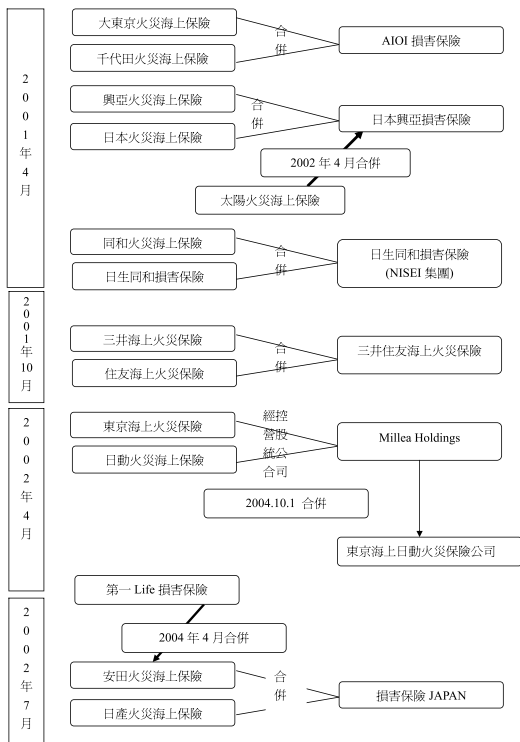 2001年4月
大東京火災海上保險
千代田火災海上保險
合併
AIOI 損害保險
興亞火災海上保險
日本火災海上保險
合併
日本興亞損害保險
2002 年 4 月合併
太陽火災海上保險
同和火災海上保險
日生同和損害保險
合併
日生同和損害保險
(NISEI 集團)
2001年10月
三井海上火災保險
住友海上火災保險
合併
三井住友海上火災保險
2002年4月
東京海上火災保險
日動火災海上保險
經營統合
控股公司
Millea Holdings
2004.10.1 合併
東京海上日動火災保險公司
2002年7月
第一 Life 損害保險
2004 年 4 月合併
安田火災海上保險
日產火災海上保險
合併
損害保險 JAPAN